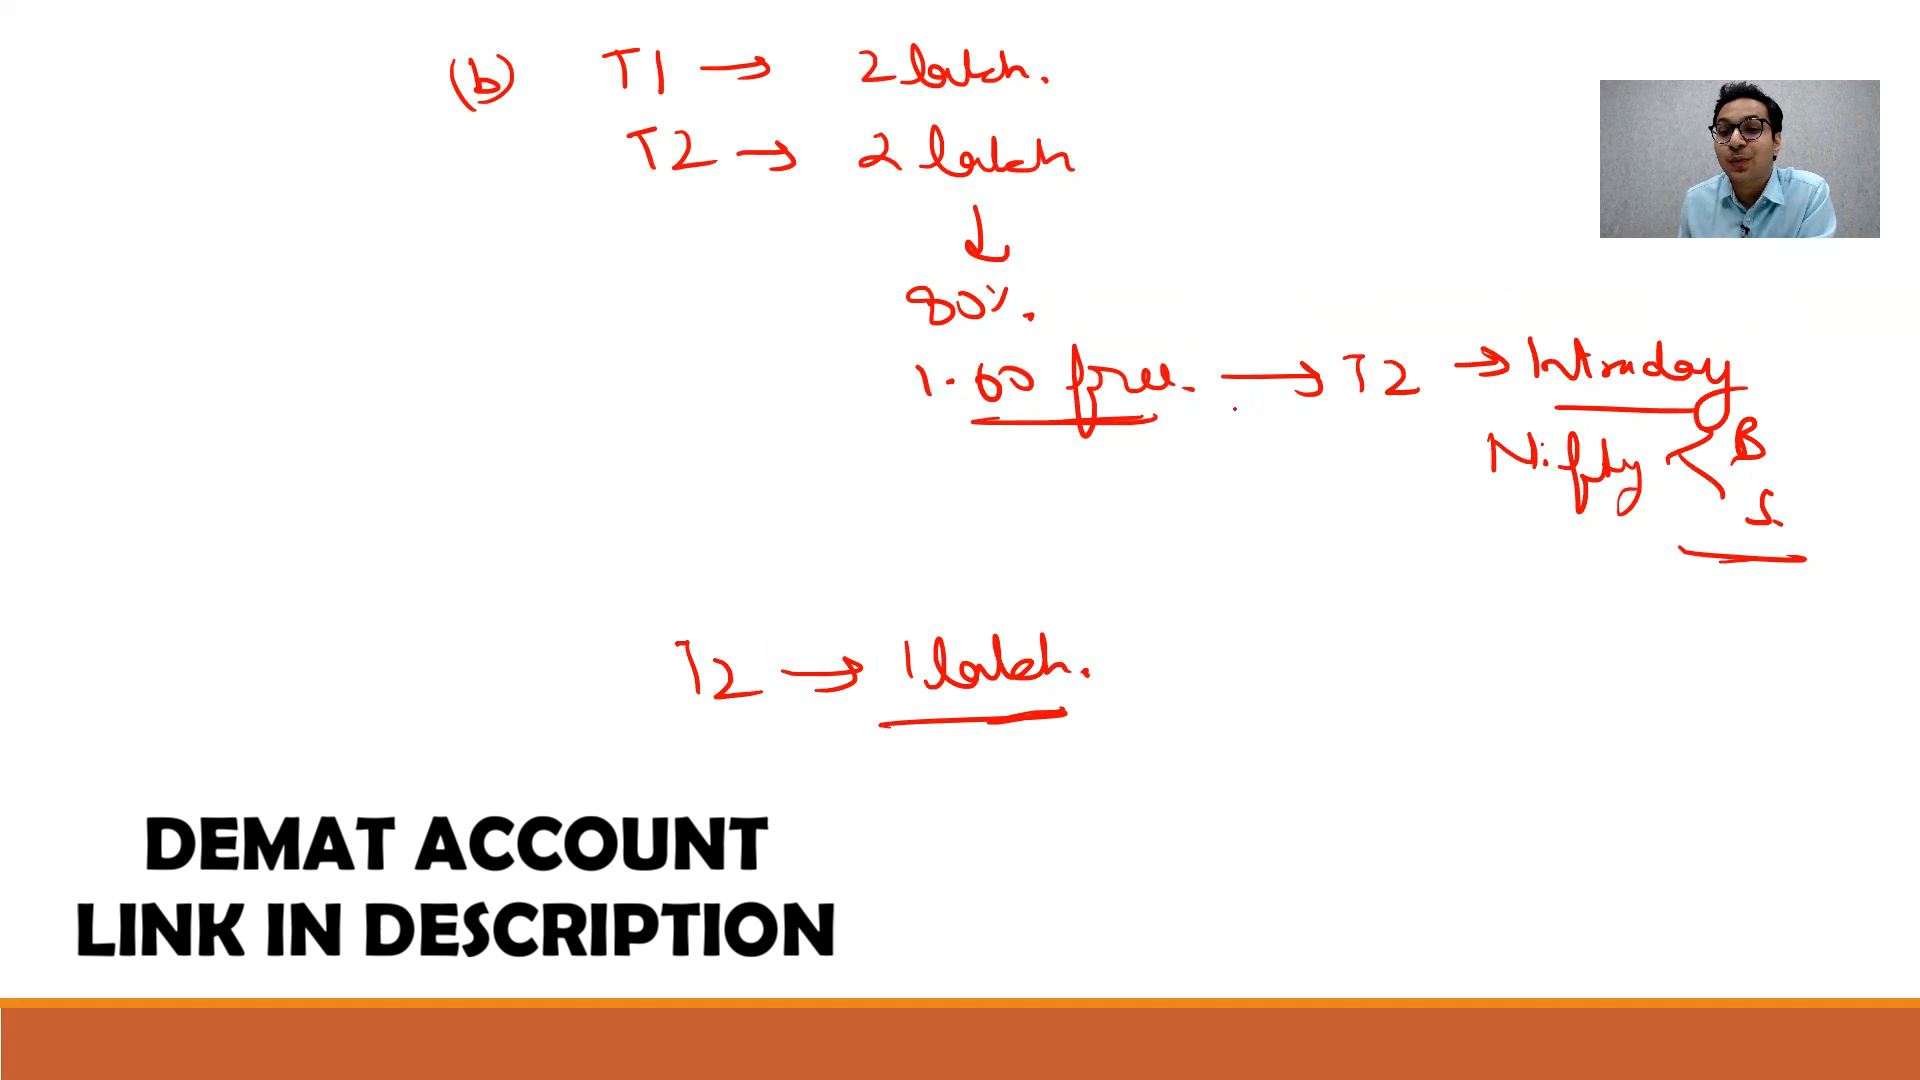 (b) T1 → 2 lakh.
T2 → 2 lakh
↓
80%.
1.60 free. → T2 → Intraday
Nifty < B
S.
T2 → 1 lakh.
DEMAT ACCOUNT
LINK IN DESCRIPTION